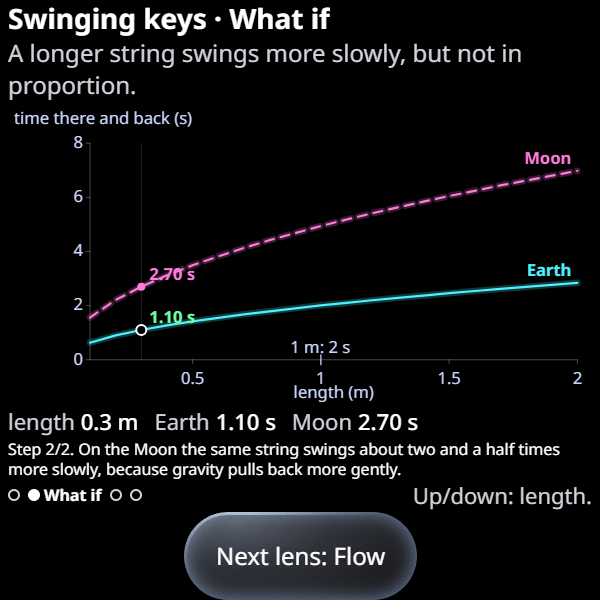 Swinging keys · What if
A longer string swings more slowly, but not in
proportion.
time there and back (s)
8
Moon
6
4
2.70 s
Earth
2
1.10 s
1 m: 2 s
0
0.5
1
1.5
2
length (m)
length 0.3 m Earth 1.10 s Moon 2.70 s
Step 2/2. On the Moon the same string swings about two and a half times
more slowly, because gravity pulls back more gently.
What if
Up/down: length.
Next lens: Flow